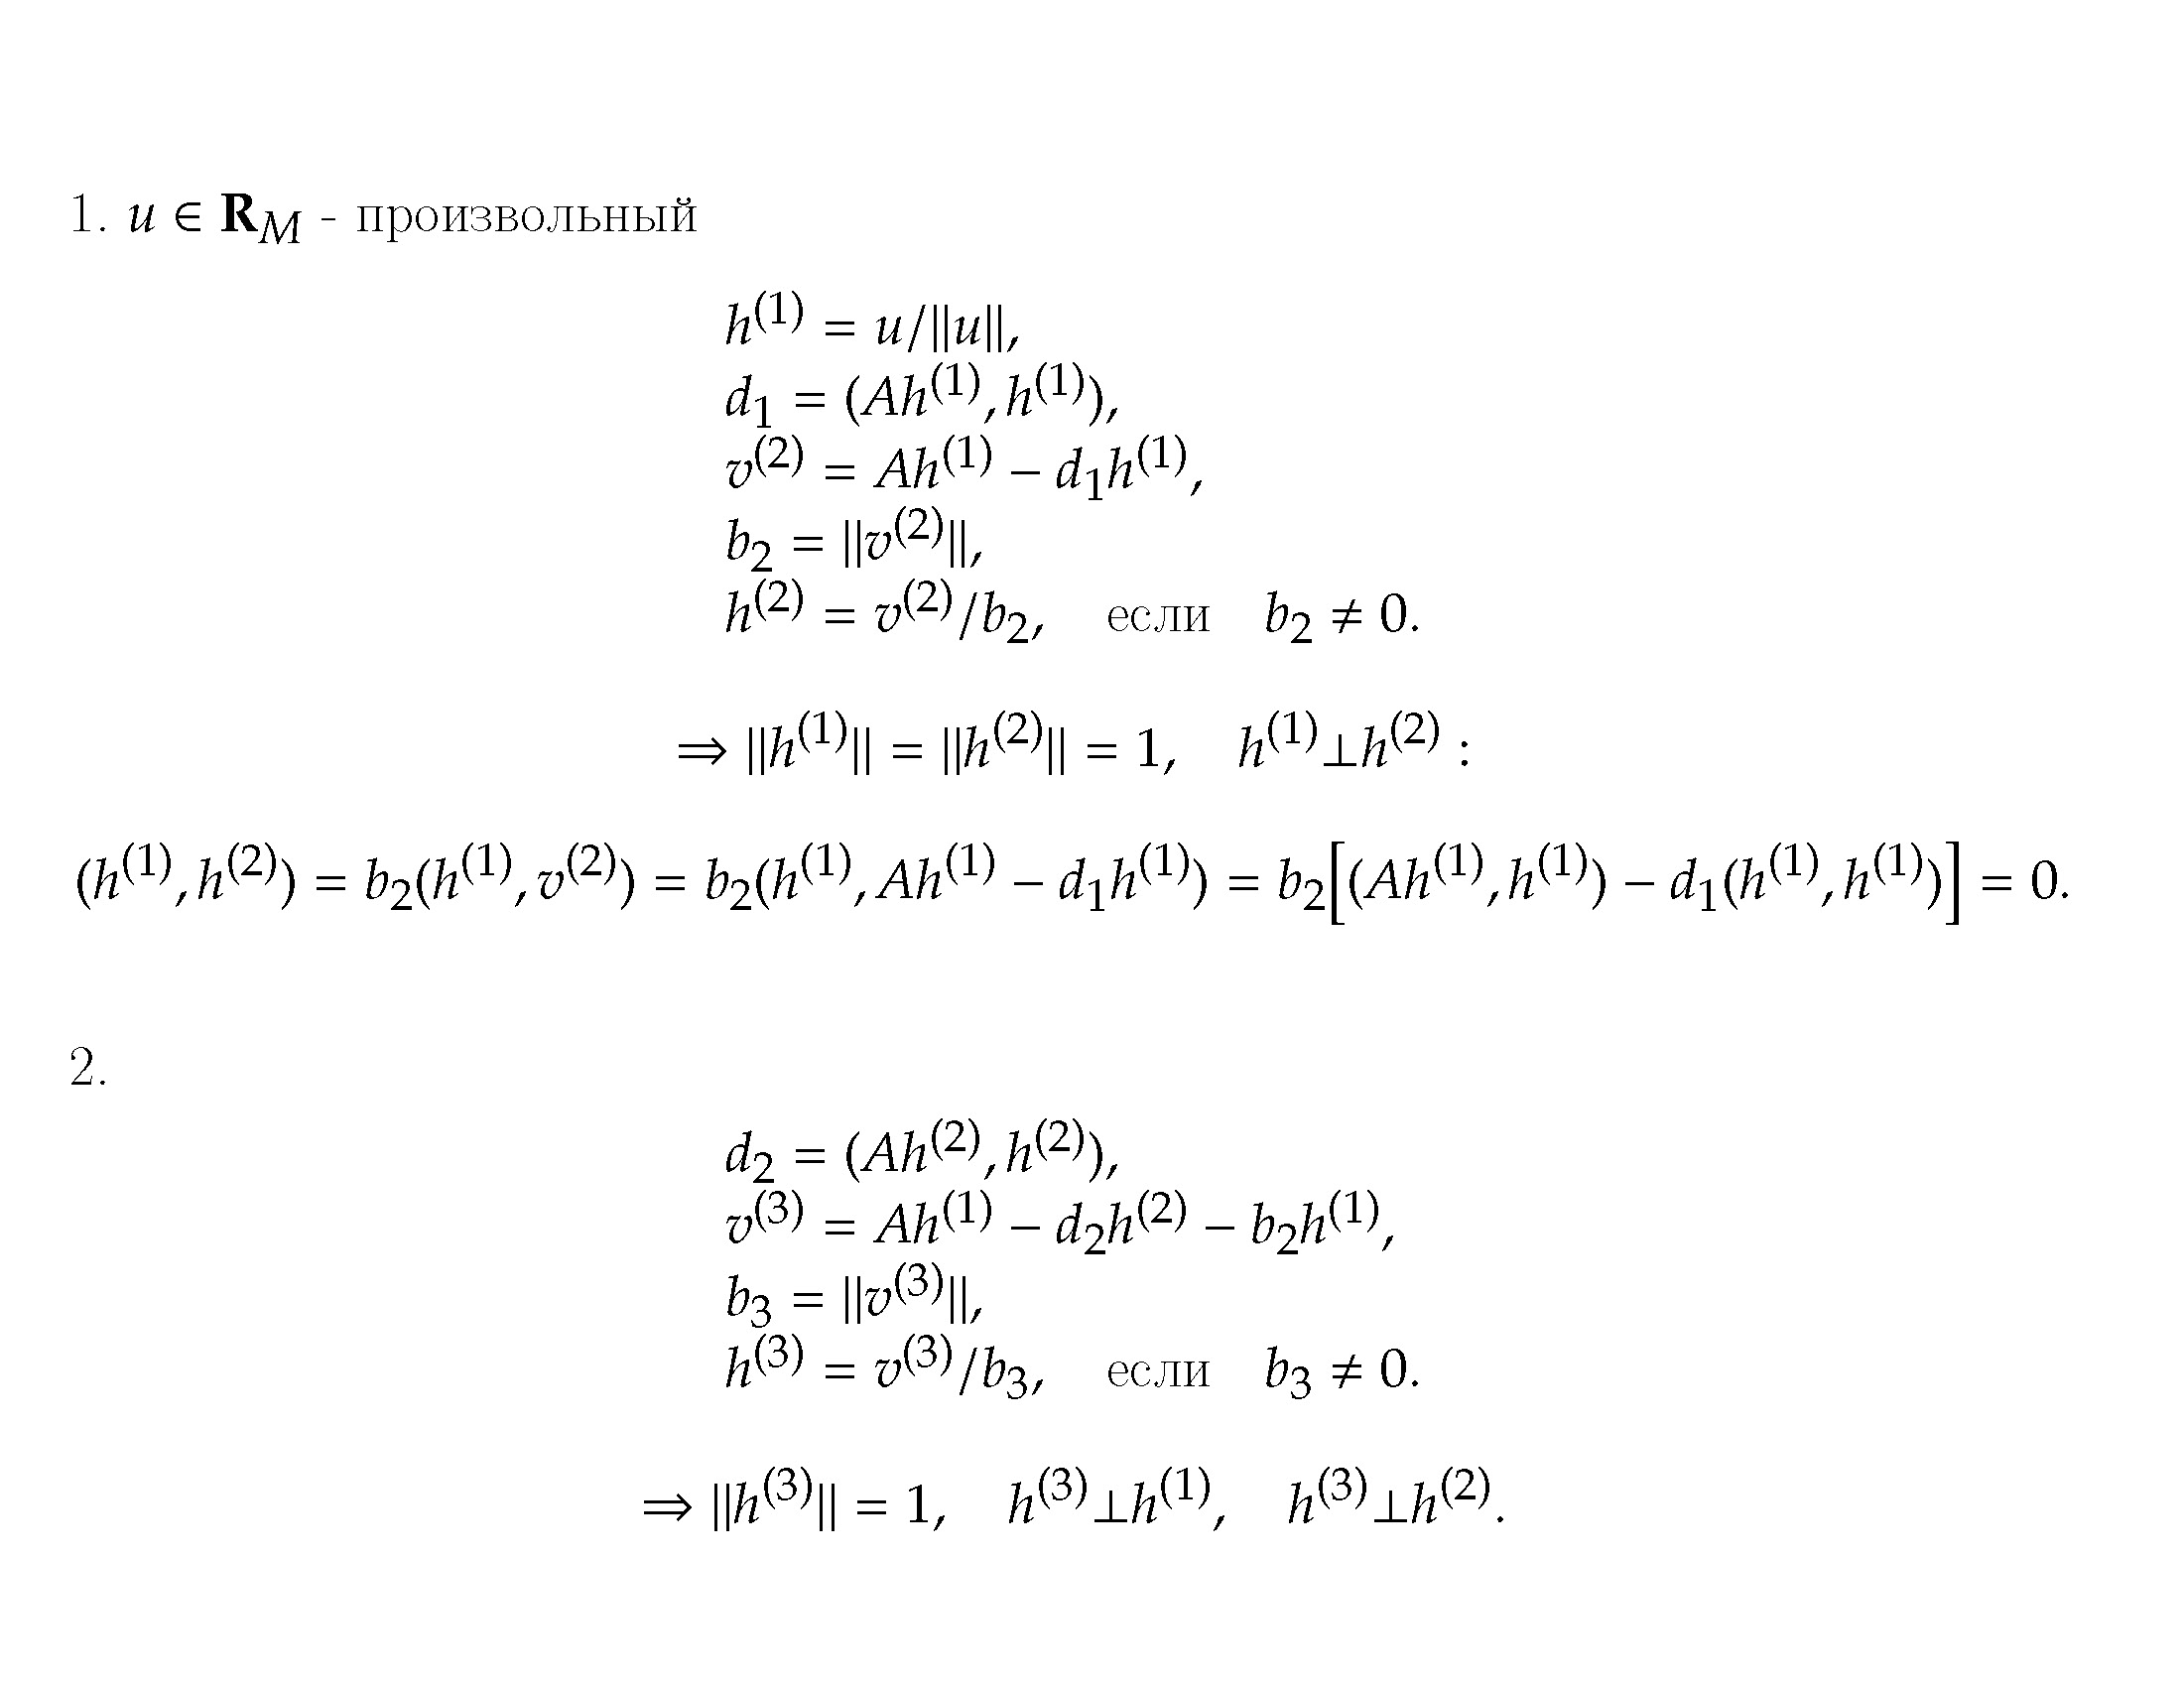 1. u ∈ R_M - произвольный
h^(1) = u/||u||,
d_1 = (Ah^(1), h^(1)),
v^(2) = Ah^(1) − d_1h^(1),
b_2 = ||v^(2)||,
h^(2) = v^(2)/b_2, если b_2 ≠ 0.
⇒ ||h^(1)|| = ||h^(2)|| = 1, h^(1)⊥h^(2) :
(h^(1), h^(2)) = b_2(h^(1), v^(2)) = b_2(h^(1), Ah^(1) − d_1h^(1)) = b_2[(Ah^(1), h^(1)) − d_1(h^(1), h^(1))] = 0.
2.
d_2 = (Ah^(2), h^(2)),
v^(3) = Ah^(1) − d_2h^(2) − b_2h^(1),
b_3 = ||v^(3)||,
h^(3) = v^(3)/b_3, если b_3 ≠ 0.
⇒ ||h^(3)|| = 1, h^(3)⊥h^(1), h^(3)⊥h^(2).